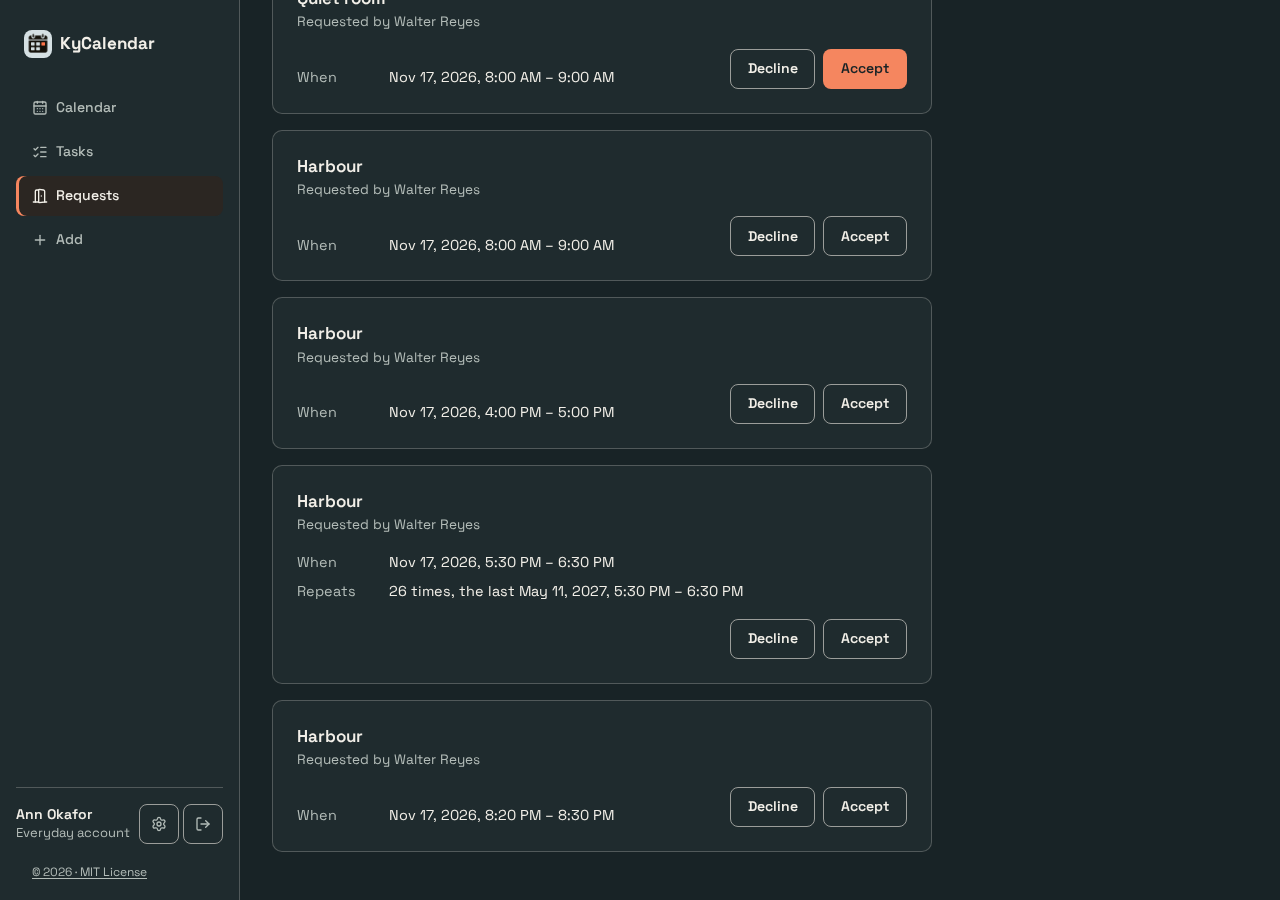 KyCalendar
Calendar
Tasks
Requests
Add
Ann Okafor
Everyday account
© 2026 · MIT License
Quiet room
Requested by Walter Reyes
When Nov 17, 2026, 8:00 AM – 9:00 AM
Decline Accept
Harbour
Requested by Walter Reyes
When Nov 17, 2026, 8:00 AM – 9:00 AM
Decline Accept
Harbour
Requested by Walter Reyes
When Nov 17, 2026, 4:00 PM – 5:00 PM
Decline Accept
Harbour
Requested by Walter Reyes
When Nov 17, 2026, 5:30 PM – 6:30 PM
Repeats 26 times, the last May 11, 2027, 5:30 PM – 6:30 PM
Decline Accept
Harbour
Requested by Walter Reyes
When Nov 17, 2026, 8:20 PM – 8:30 PM
Decline Accept